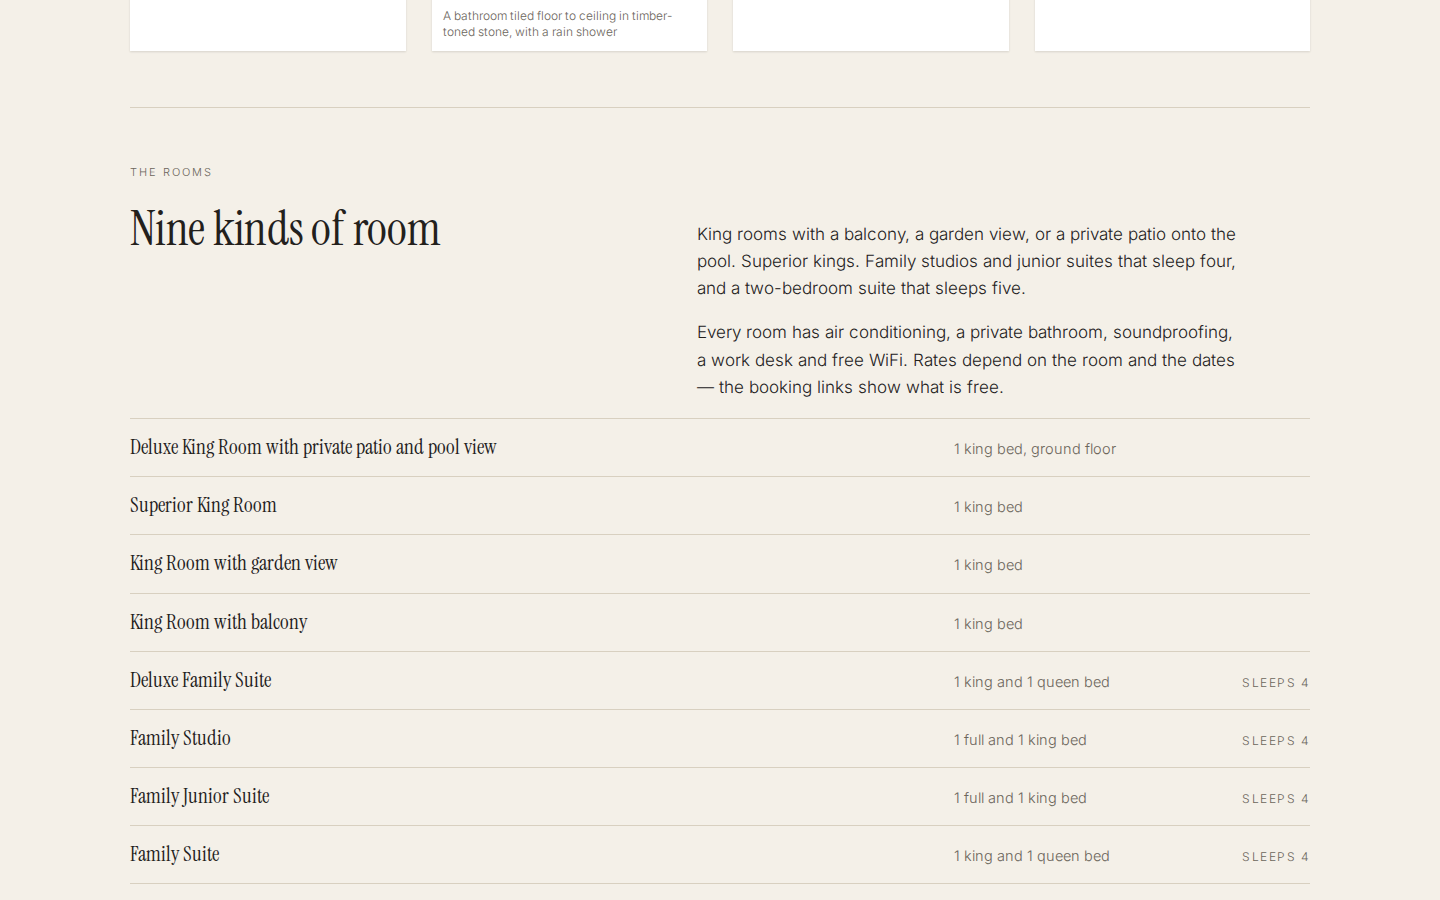 A bathroom tiled floor to ceiling in timber-
toned stone, with a rain shower
THE ROOMS
Nine kinds of room
King rooms with a balcony, a garden view, or a private patio onto the
pool. Superior kings. Family studios and junior suites that sleep four,
and a two-bedroom suite that sleeps five.
Every room has air conditioning, a private bathroom, soundproofing,
a work desk and free WiFi. Rates depend on the room and the dates
— the booking links show what is free.
Deluxe King Room with private patio and pool view
1 king bed, ground floor
Superior King Room
1 king bed
King Room with garden view
1 king bed
King Room with balcony
1 king bed
Deluxe Family Suite
1 king and 1 queen bed
SLEEPS 4
Family Studio
1 full and 1 king bed
SLEEPS 4
Family Junior Suite
1 full and 1 king bed
SLEEPS 4
Family Suite
1 king and 1 queen bed
SLEEPS 4